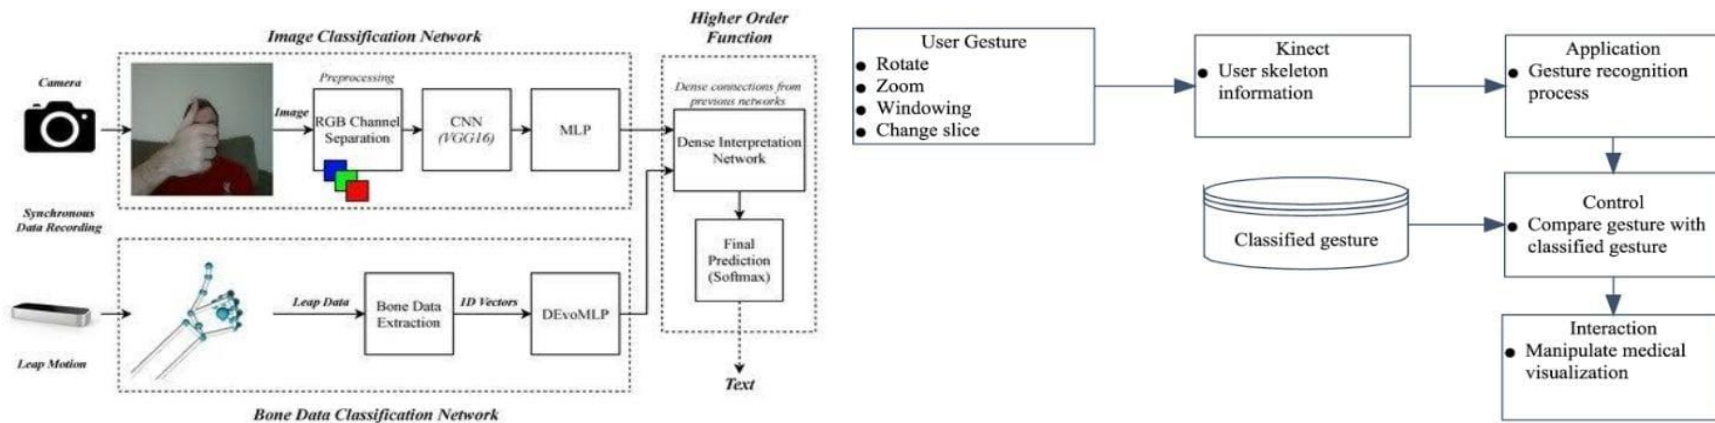 Image Classification Network
Camera
Image
Preprocessing
RGB Channel
Separation
CNN
(VGG16)
MLP
Synchronous
Data Recording
Leap Motion
Leap Data
Bone Data
Extraction
1D Vectors
DEvoMLP
Bone Data Classification Network
Higher Order
Function
Dense connections from
previous networks
Dense Interpretation
Network
Final
Prediction
(Softmax)
Text
User Gesture
● Rotate
● Zoom
● Windowing
● Change slice
Kinect
● User skeleton
information
Application
● Gesture recognition
process
Classified gesture
Control
● Compare gesture with
classified gesture
Interaction
● Manipulate medical
visualization